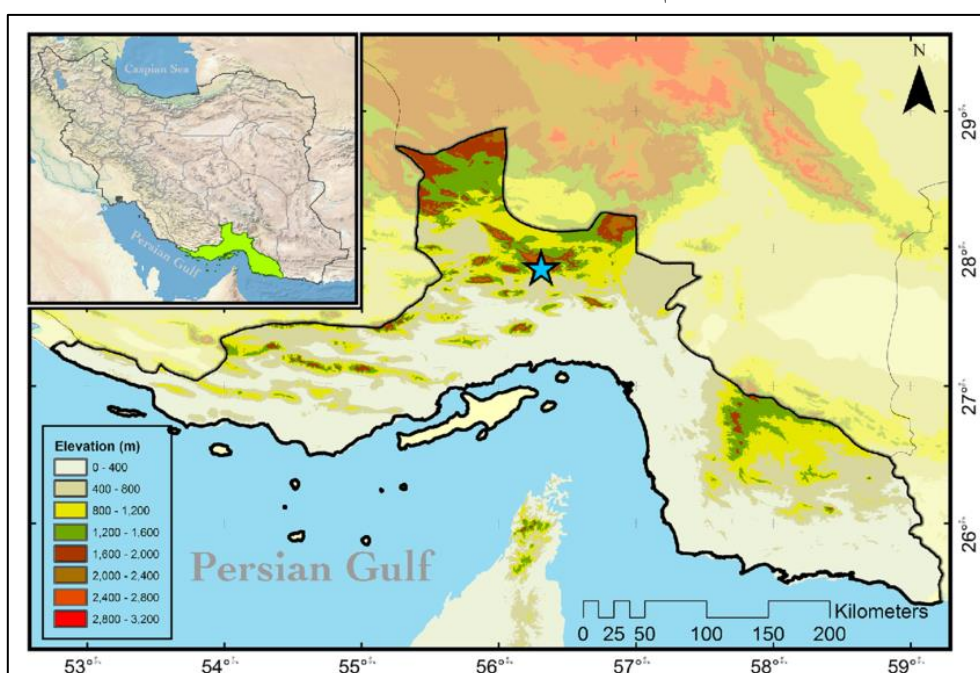 Caspian Sea
Persian Gulf
N
29°
28°
27°
26°
Elevation (m)
0 - 400
400 - 800
800 - 1,200
1,200 - 1,600
1,600 - 2,000
2,000 - 2,400
2,400 - 2,800
2,800 - 3,200
Persian Gulf
Kilometers
0 25 50 100 150 200
53° 54° 55° 56° 57° 58° 59°